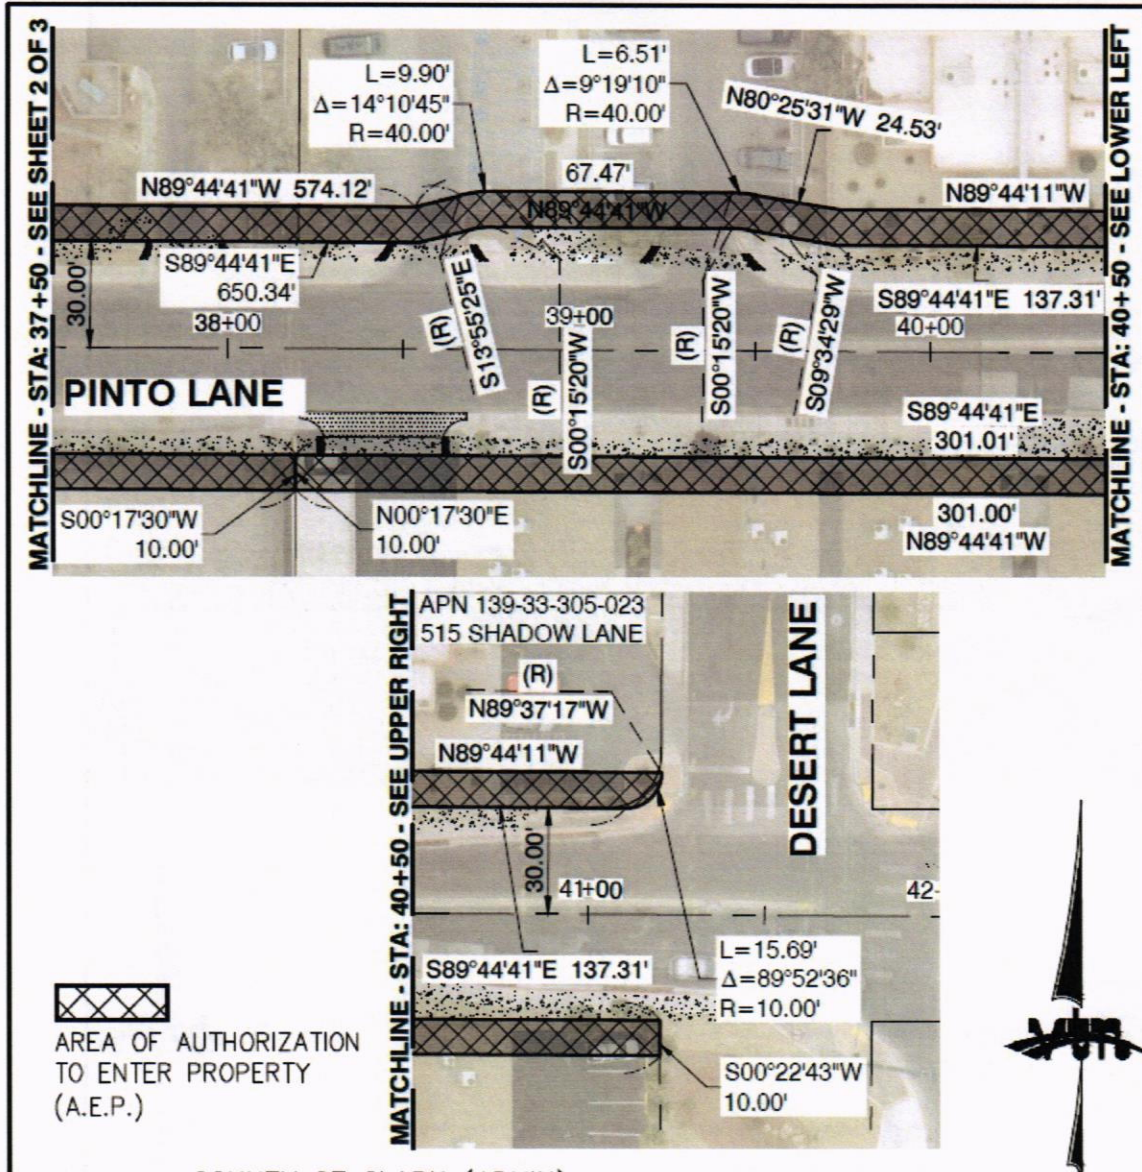 MATCHLINE - STA: 37+50 - SEE SHEET 2 OF 3
L=9.90'
Δ=14°10'45"
R=40.00'
L=6.51'
Δ=9°19'10"
R=40.00'
N80°25'31"W 24.53'
MATCHLINE - STA: 40+50 - SEE LOWER LEFT
N89°44'41"W 574.12'
67.47'
N89°44'41"W
N89°44'11"W
30.00'
S89°44'41"E
650.34'
38+00
(R)
S13°55'25"E
39+00
(R)
S00°15'20"W
(R)
S00°15'20"W
(R)
S09°34'29"W
S89°44'41"E 137.31'
40+00
PINTO LANE
S89°44'41"E
301.01'
S00°17'30"W
10.00'
N00°17'30"E
10.00'
301.00'
N89°44'41"W
MATCHLINE - STA: 40+50 - SEE UPPER RIGHT
APN 139-33-305-023
515 SHADOW LANE
(R)
N89°37'17"W
DESERT LANE
N89°44'11"W
30.00'
41+00
42-
S89°44'41"E 137.31'
L=15.69'
Δ=89°52'36"
R=10.00'
S00°22'43"W
10.00'
AREA OF AUTHORIZATION
TO ENTER PROPERTY
(A.E.P.)